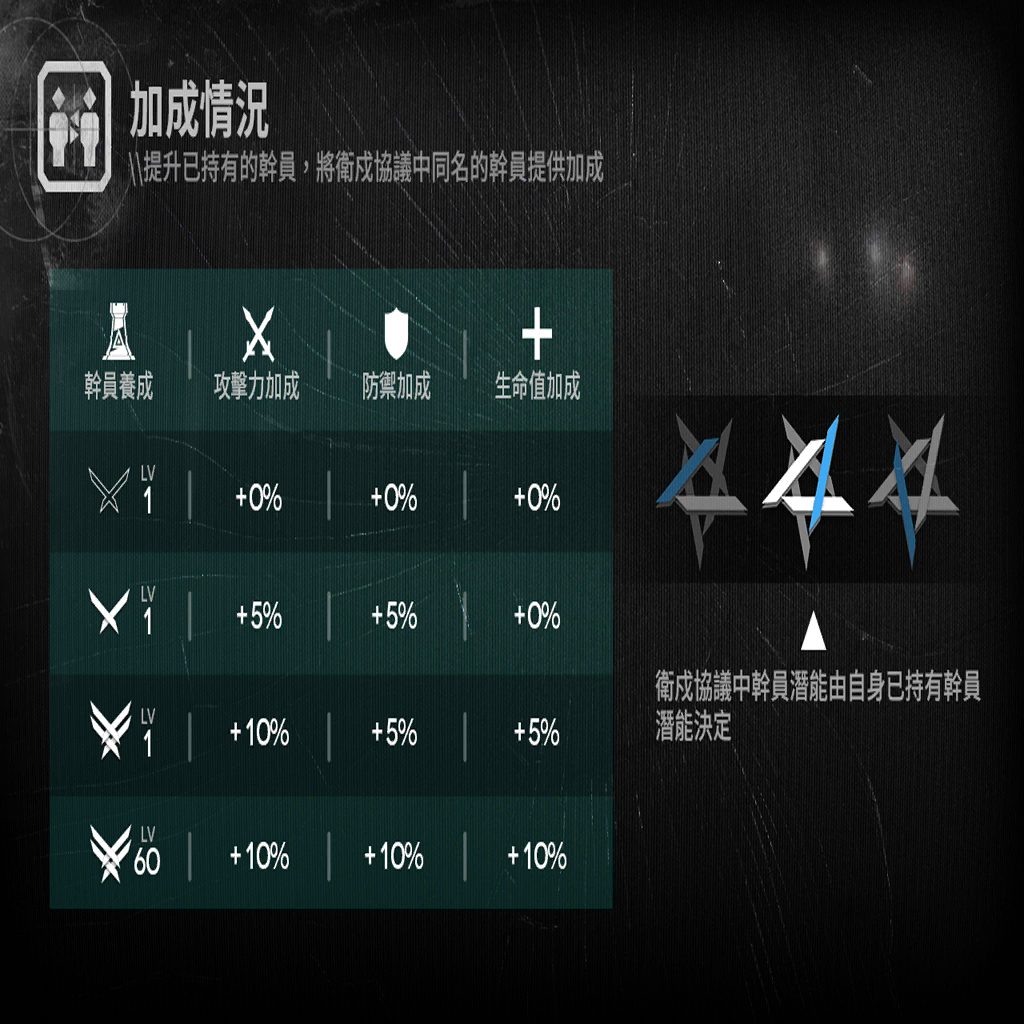 加成情況
\\提升已持有的幹員，將衛戍協議中同名的幹員提供加成
幹員養成 攻擊力加成 防禦加成 生命值加成
LV 1 +0% +0% +0%
LV 1 +5% +5% +0%
LV 1 +10% +5% +5%
LV 60 +10% +10% +10%
衛戍協議中幹員潛能由自身已持有幹員
潛能決定